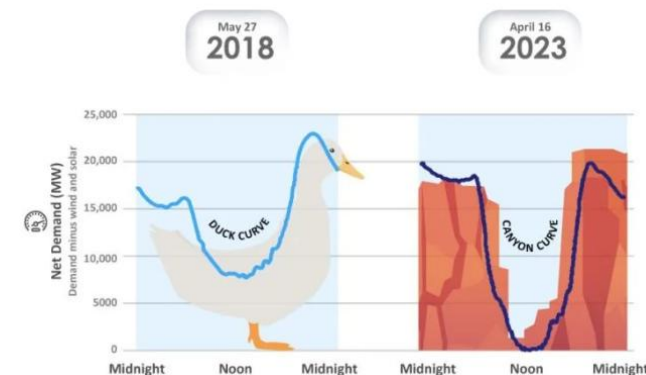 May 27
2018
April 16
2023
Net Demand (MW)
Demand minus wind and solar
25,000
20,000
15,000
10,000
5000
0
DUCK CURVE
CANYON CURVE
Midnight Noon Midnight
Midnight Noon Midnight